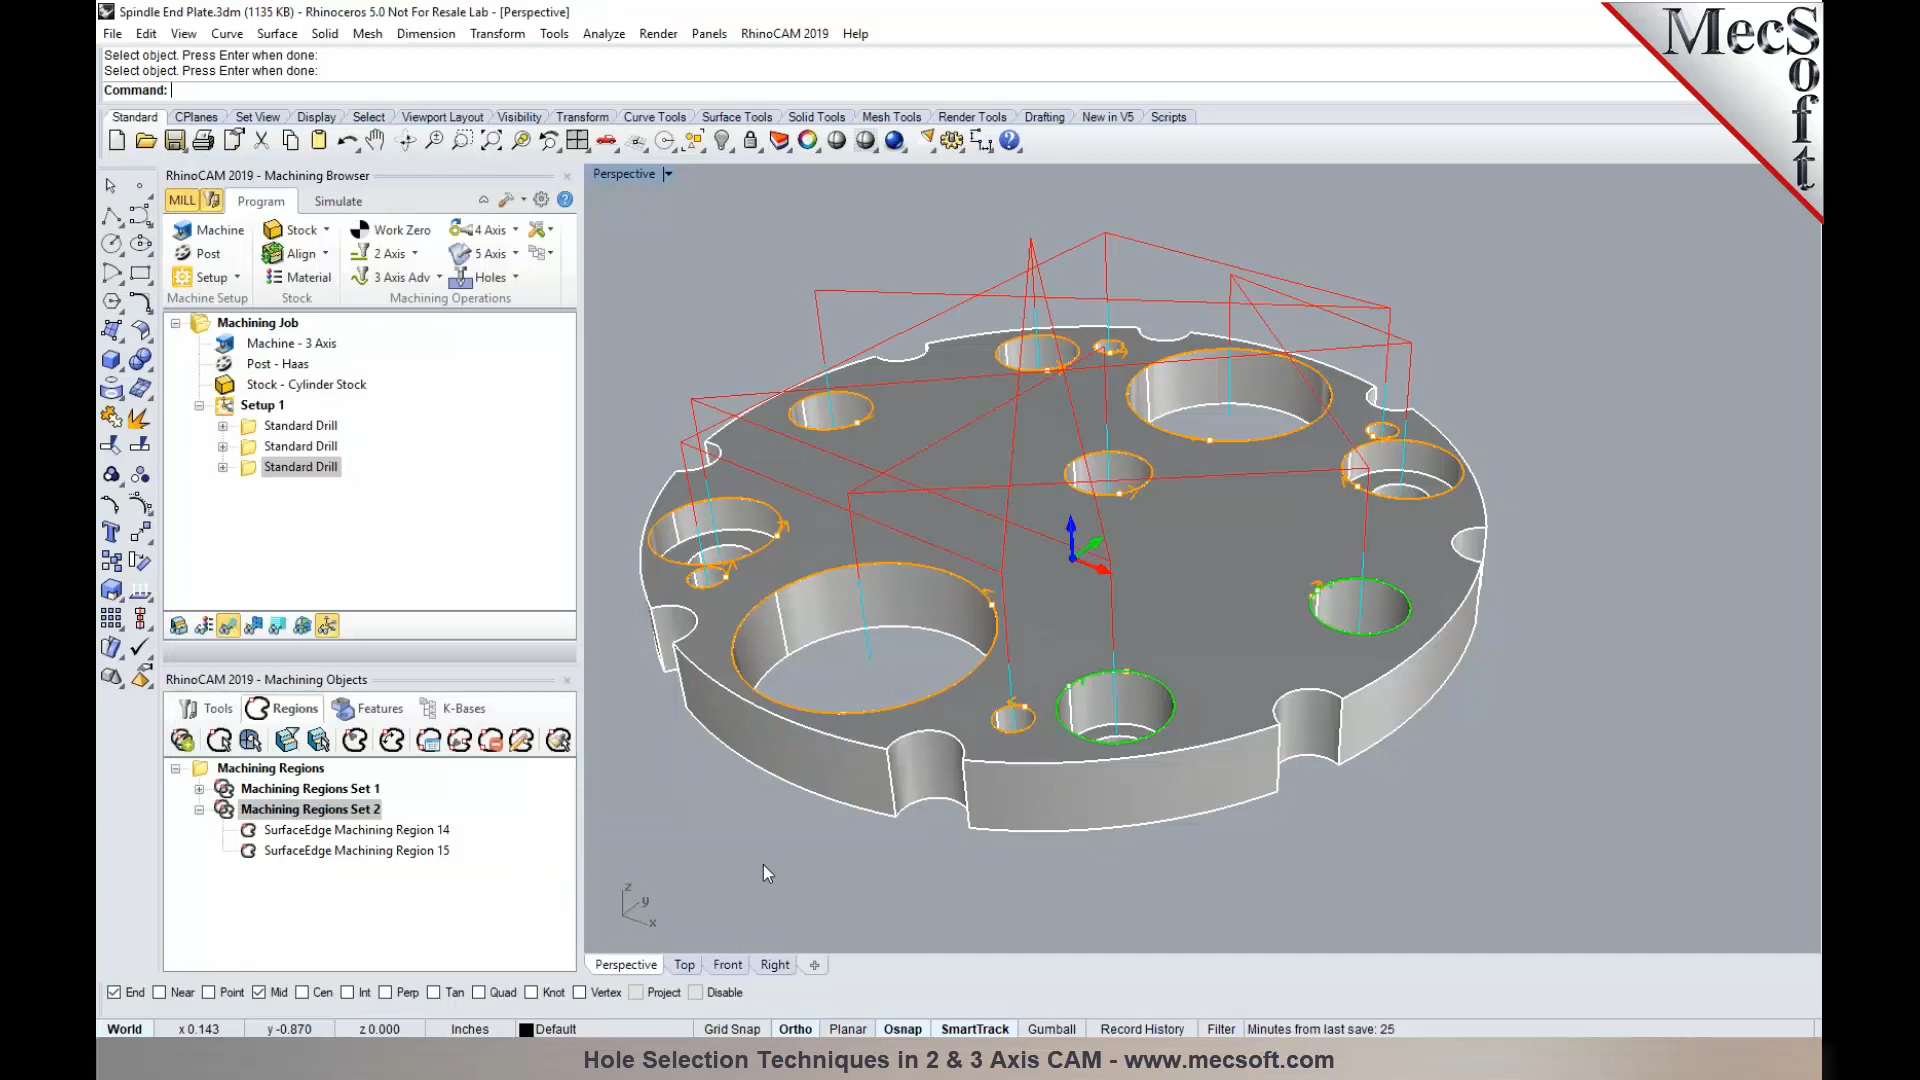 Spindle End Plate.3dm (1135 KB) - Rhinoceros 5.0 Not For Resale Lab - [Perspective]
File Edit View Curve Surface Solid Mesh Dimension Transform Tools Analyze Render Panels RhinoCAM 2019 Help
Select object. Press Enter when done:
Select object. Press Enter when done:
Command:
Standard CPlanes Set View Display Select Viewport Layout Visibility Transform Curve Tools Surface Tools Solid Tools Mesh Tools Render Tools Drafting New in V5 Scripts
MecSoft
RhinoCAM 2019 - Machining Browser
MILL Program Simulate
Machine Stock Work Zero 4 Axis
Post Align 2 Axis 5 Axis
Setup Material 3 Axis Adv Holes
Machine Setup Stock Machining Operations
Machining Job
Machine - 3 Axis
Post - Haas
Stock - Cylinder Stock
Setup 1
Standard Drill
Standard Drill
Standard Drill
RhinoCAM 2019 - Machining Objects
Tools Regions Features K-Bases
Machining Regions
Machining Regions Set 1
Machining Regions Set 2
SurfaceEdge Machining Region 14
SurfaceEdge Machining Region 15
Perspective
z
y
x
Perspective Top Front Right
End Near Point Mid Cen Int Perp Tan Quad Knot Vertex Project Disable
World x 0.143 y -0.870 z 0.000 Inches Default Grid Snap Ortho Planar Osnap SmartTrack Gumball Record History Filter Minutes from last save: 25
Hole Selection Techniques in 2 & 3 Axis CAM - www.mecsoft.com